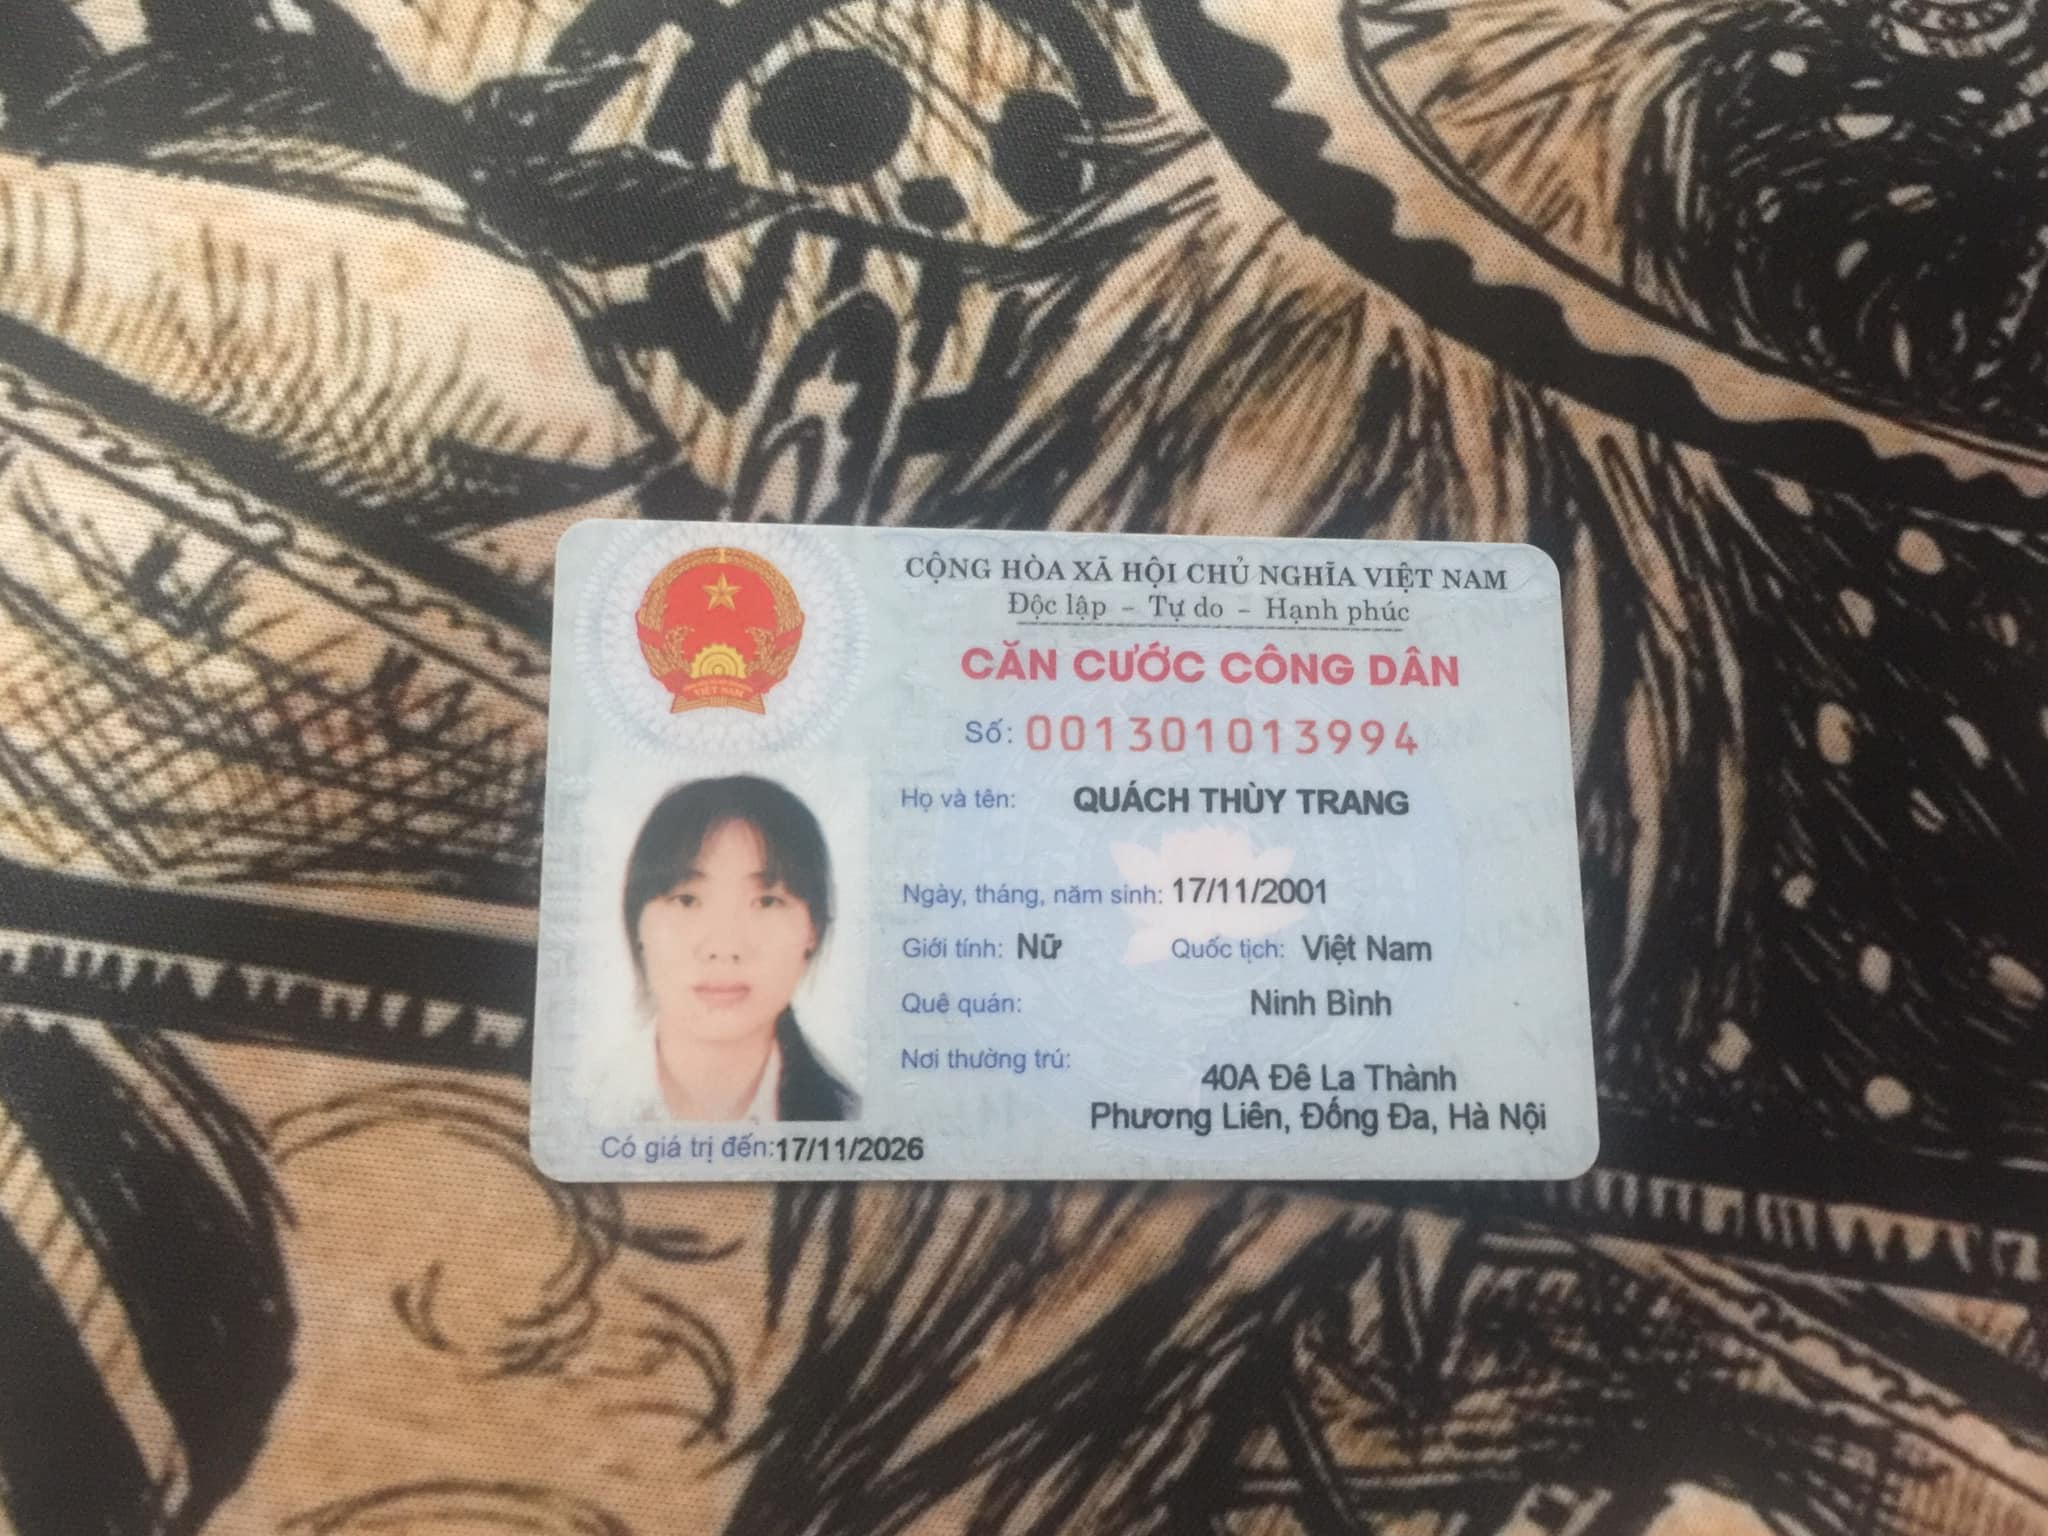 CỘNG HÒA XÃ HỘI CHỦ NGHĨA VIỆT NAM
Độc lập - Tự do - Hạnh phúc
CĂN CƯỚC CÔNG DÂN
Số: 001301013994
Họ và tên: QUÁCH THÙY TRANG
Ngày, tháng, năm sinh: 17/11/2001
Giới tính: Nữ Quốc tịch: Việt Nam
Quê quán: Ninh Bình
Nơi thường trú: 40A Đê La Thành
Phương Liên, Đống Đa, Hà Nội
Có giá trị đến: 17/11/2026
VIỆT NAM